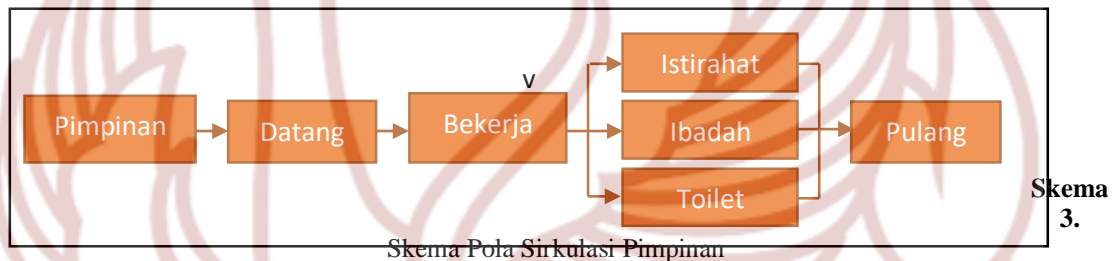 v
Pimpinan
Datang
Bekerja
Istirahat
Ibadah
Toilet
Pulang
Skema
3.
Skema Pola Sirkulasi Pimpinan